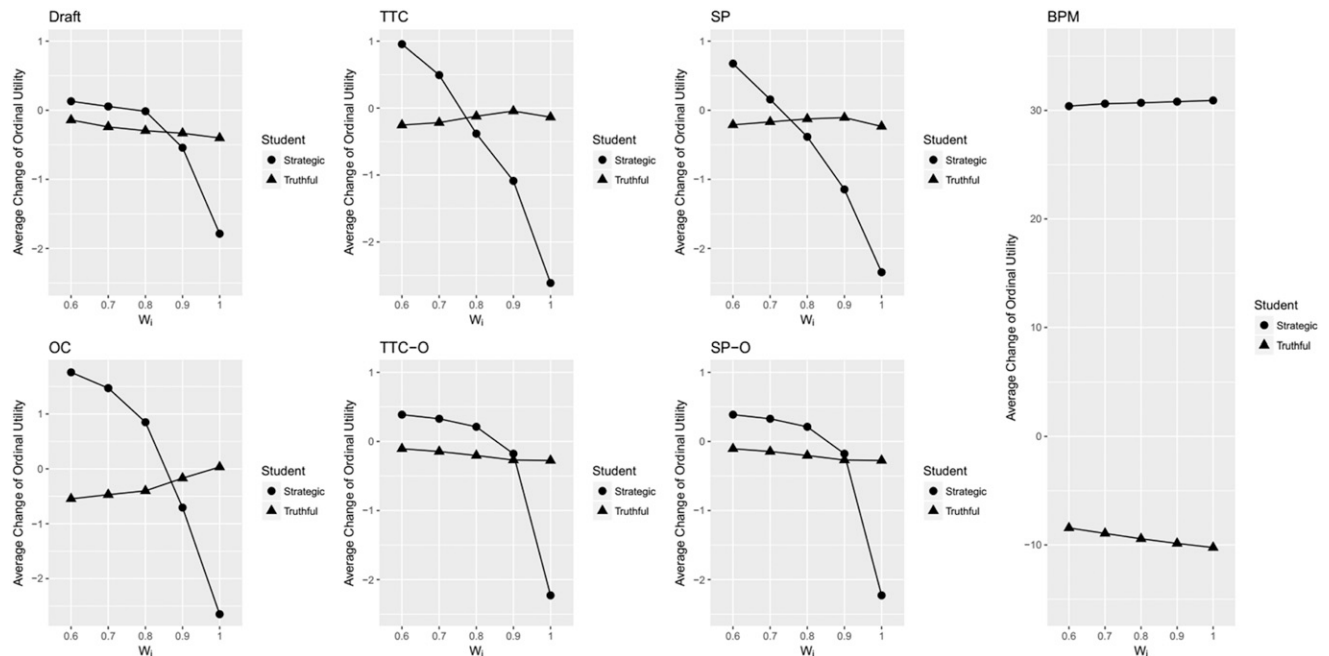 Draft
Average Change of Ordinal Utility
1
0
−1
−2
0.6 0.7 0.8 0.9 1
Wi
Student
Strategic
Truthful
TTC
Average Change of Ordinal Utility
1
0
−1
−2
0.6 0.7 0.8 0.9 1
Wi
Student
Strategic
Truthful
SP
Average Change of Ordinal Utility
1
0
−1
−2
0.6 0.7 0.8 0.9 1
Wi
Student
Strategic
Truthful
BPM
Average Change of Ordinal Utility
30
20
10
0
−10
0.6 0.7 0.8 0.9 1
Wi
Student
Strategic
Truthful
OC
Average Change of Ordinal Utility
1
0
−1
−2
0.6 0.7 0.8 0.9 1
Wi
Student
Strategic
Truthful
TTC−O
Average Change of Ordinal Utility
1
0
−1
−2
0.6 0.7 0.8 0.9 1
Wi
Student
Strategic
Truthful
SP−O
Average Change of Ordinal Utility
1
0
−1
−2
0.6 0.7 0.8 0.9 1
Wi
Student
Strategic
Truthful